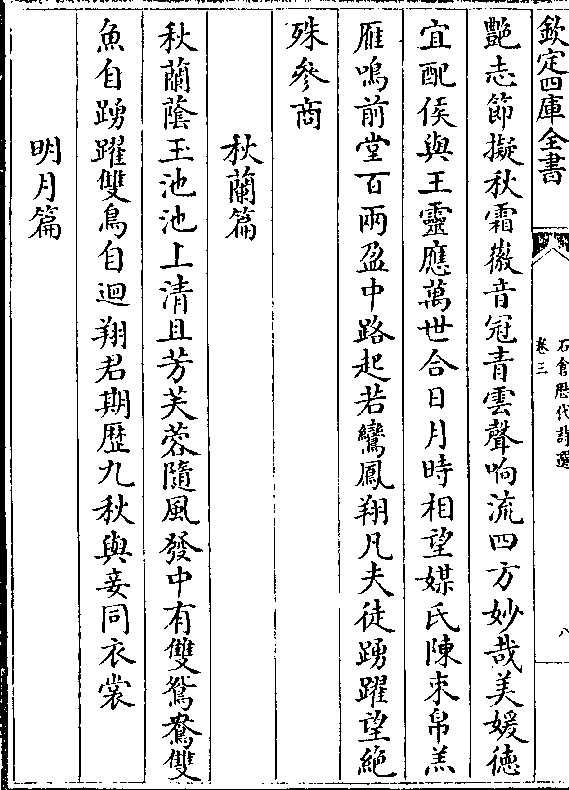 欽定四庫全書
石倉歷代詩選
卷三
八
艷志節擬秋霜徽音冠青雲聲响流四方妙哉美媛德
宜配侯與王靈應萬世合日月時相望媒氏陳束帛羔
雁鳴前堂百兩盈中路起若鸞鳳翔凡夫徒踴躍望絶
殊參商
秋蘭篇
秋蘭蔭玉池池上清且芳芙蓉隨風發中有雙鴛鴦雙
魚自踴躍雙鳥自迴翔君期歷九秋與妾同衣裳
明月篇